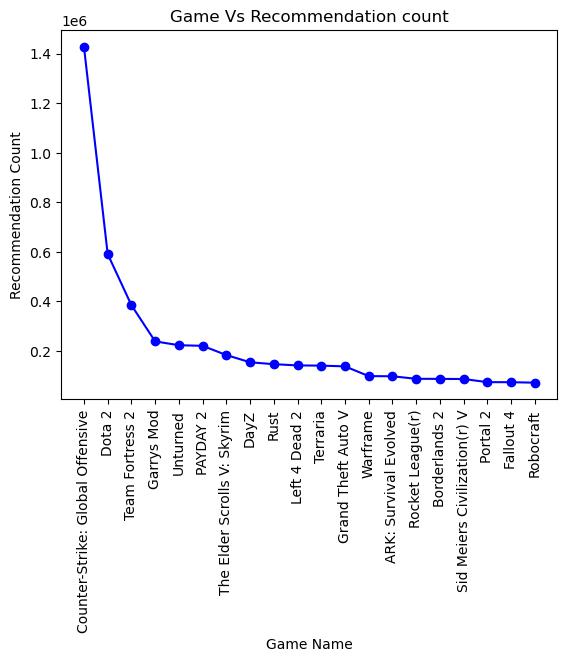 Game Vs Recommendation count
1e6
1.4
1.2
1.0
0.8
0.6
0.4
0.2
Recommendation Count
Counter-Strike: Global Offensive
Dota 2
Team Fortress 2
Garrys Mod
Unturned
PAYDAY 2
The Elder Scrolls V: Skyrim
DayZ
Rust
Left 4 Dead 2
Terraria
Grand Theft Auto V
Warframe
ARK: Survival Evolved
Rocket League(r)
Borderlands 2
Sid Meiers Civilization(r) V
Portal 2
Fallout 4
Robocraft
Game Name